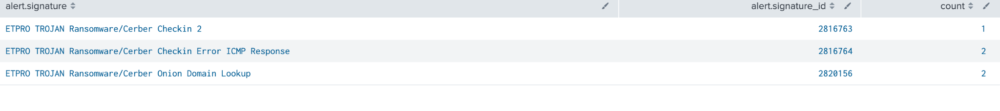 alert.signature alert.signature_id count
ETPRO TROJAN Ransomware/Cerber Checkin 2 2816763 1
ETPRO TROJAN Ransomware/Cerber Checkin Error ICMP Response 2816764 2
ETPRO TROJAN Ransomware/Cerber Onion Domain Lookup 2820156 2